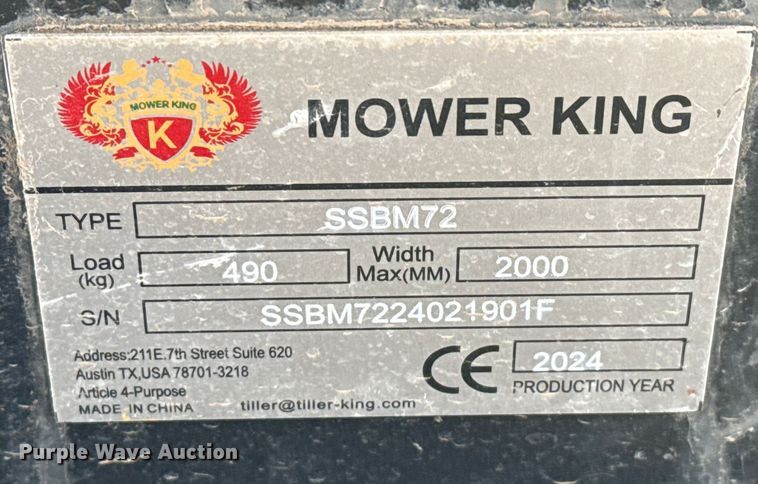 MOWER KING
K
MOWER KING
TYPE SSBM72
Load (kg) 490 Width Max(MM) 2000
S/N SSBM7224021901F
Address:211E.7th Street Suite 620
Austin TX,USA 78701-3218
Article 4-Purpose
MADE IN CHINA
tiller@tiller-king.com
CE
2024
PRODUCTION YEAR
Purple Wave Auction